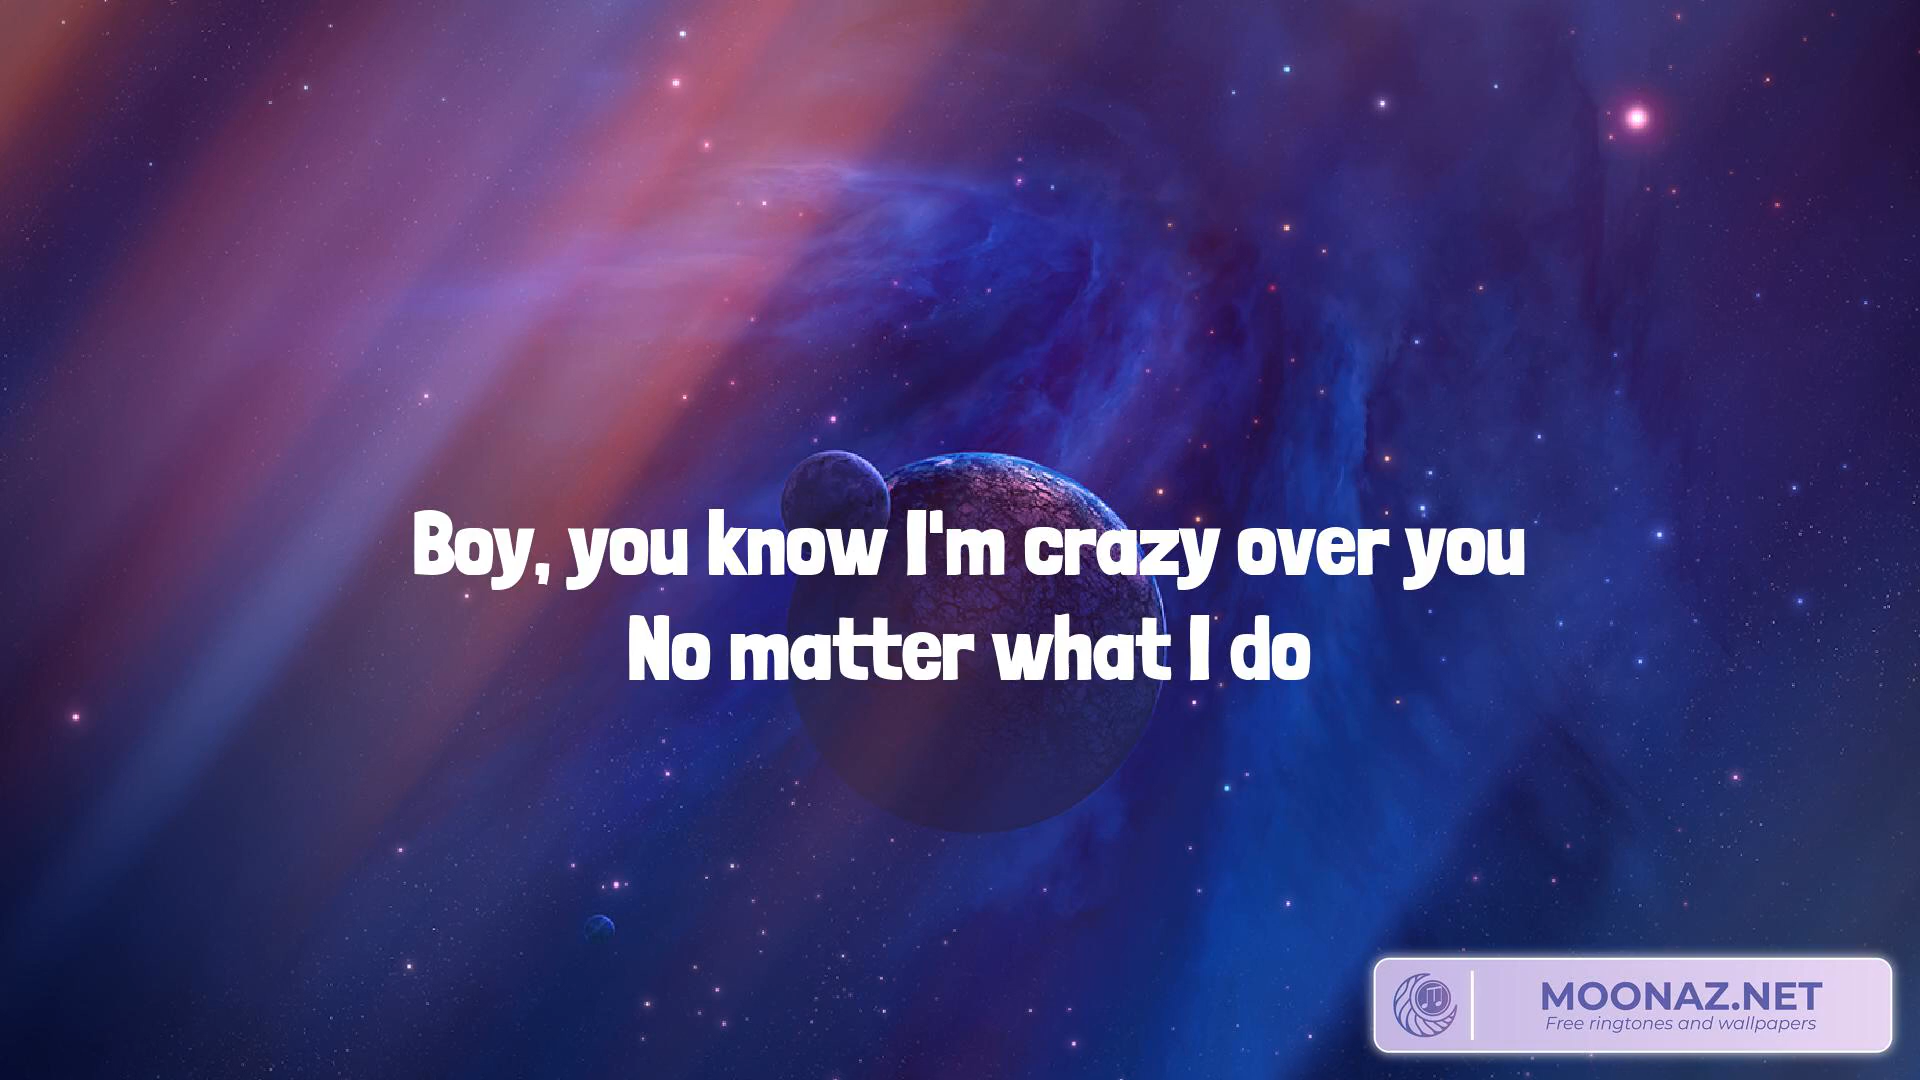 Boy, you know I'm crazy over you
No matter what I do
MOONAZ.NET
Free ringtones and wallpapers